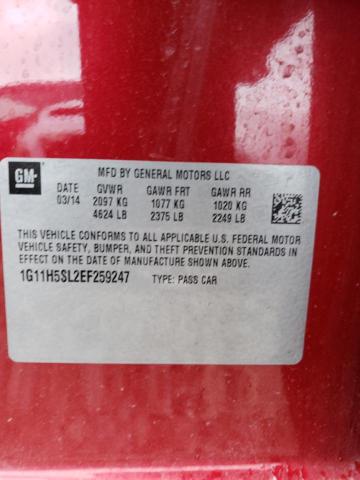 GM
MFD BY GENERAL MOTORS LLC
DATE GVWR GAWR FRT GAWR RR
03/14 2097 KG 1077 KG 1020 KG
4624 LB 2375 LB 2249 LB
THIS VEHICLE CONFORMS TO ALL APPLICABLE U.S. FEDERAL MOTOR
VEHICLE SAFETY, BUMPER, AND THEFT PREVENTION STANDARDS IN
EFFECT ON THE DATE OF MANUFACTURE SHOWN ABOVE.
1G11H5SL2EF259247 TYPE: PASS CAR